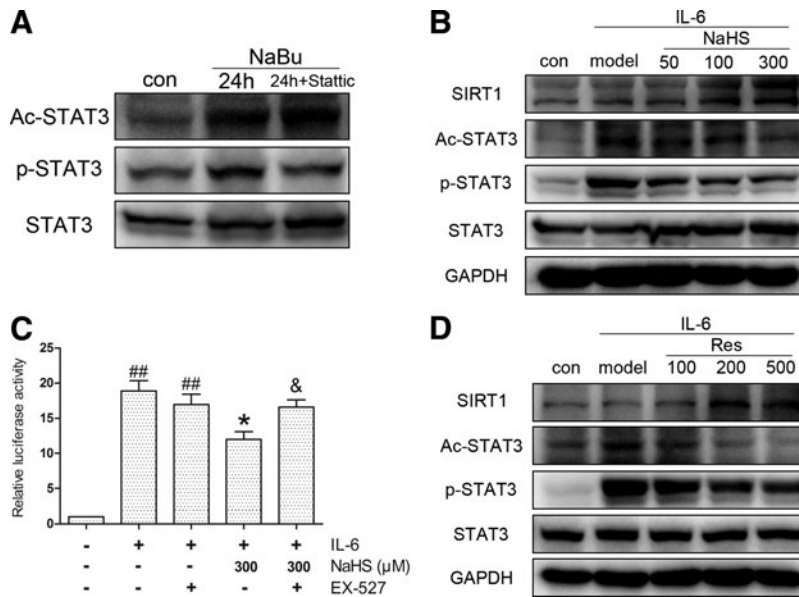 A
NaBu
con 24h 24h+Stattic
Ac-STAT3
p-STAT3
STAT3
B
IL-6
NaHS
con model 50 100 300
SIRT1
Ac-STAT3
p-STAT3
STAT3
GAPDH
C
Relative luciferase activity
25
20
15
10
5
0
##
##
*
&
- + + + + IL-6
- - - 300 300 NaHS (µM)
- - + - + EX-527
D
IL-6
Res
con model 100 200 500
SIRT1
Ac-STAT3
p-STAT3
STAT3
GAPDH